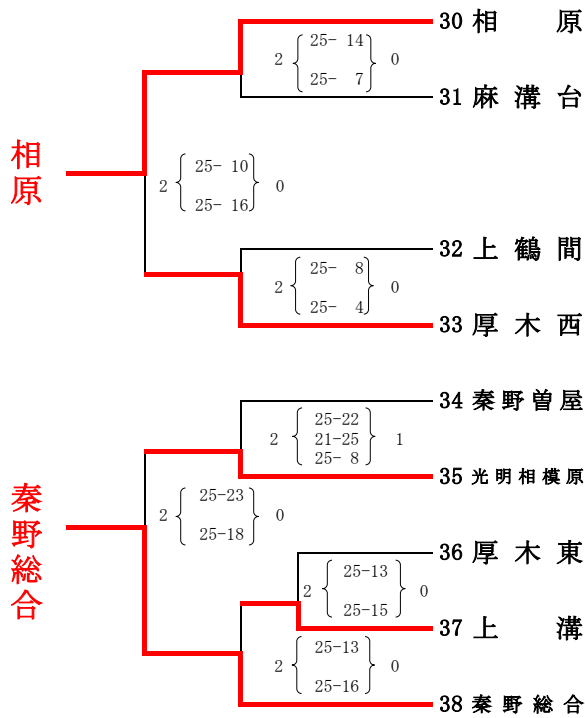 30 相原
2 25- 14 0
25- 7
31 麻溝台
相原
2 25- 10 0
25- 16
32 上鶴間
2 25- 8 0
25- 4
33 厚木西
34 秦野曽屋
2 25-22 1
21-25
25- 8
35 光明相模原
秦野総合
2 25-23 0
25-18
36 厚木東
2 25-13 0
25-15
37 上溝
2 25-13 0
25-16
38 秦野総合